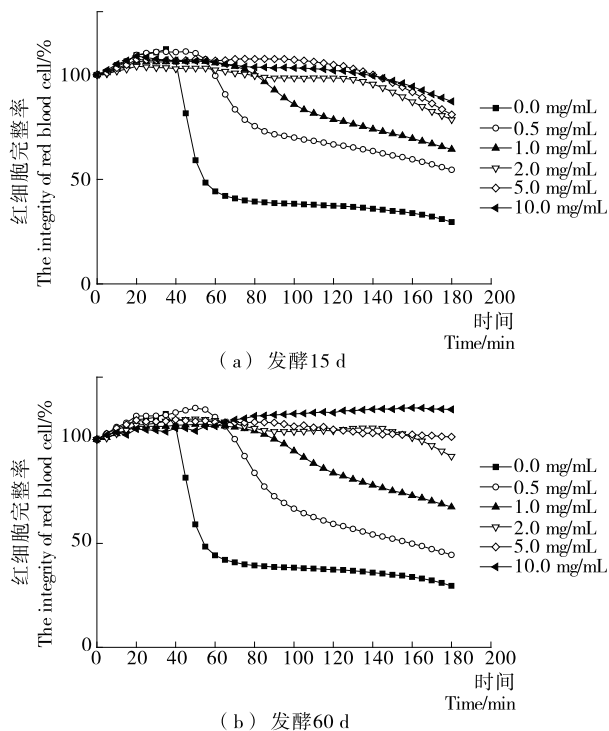 红细胞完整率
The integrity of red blood cell/%
100
50
0
0 20 40 60 80 100 120 140 160 180 200
时间
Time/min
0.0 mg/mL
0.5 mg/mL
1.0 mg/mL
2.0 mg/mL
5.0 mg/mL
10.0 mg/mL
（a）发酵15 d
红细胞完整率
The integrity of red blood cell/%
100
50
0
0 20 40 60 80 100 120 140 160 180 200
时间
Time/min
0.0 mg/mL
0.5 mg/mL
1.0 mg/mL
2.0 mg/mL
5.0 mg/mL
10.0 mg/mL
（b）发酵60 d